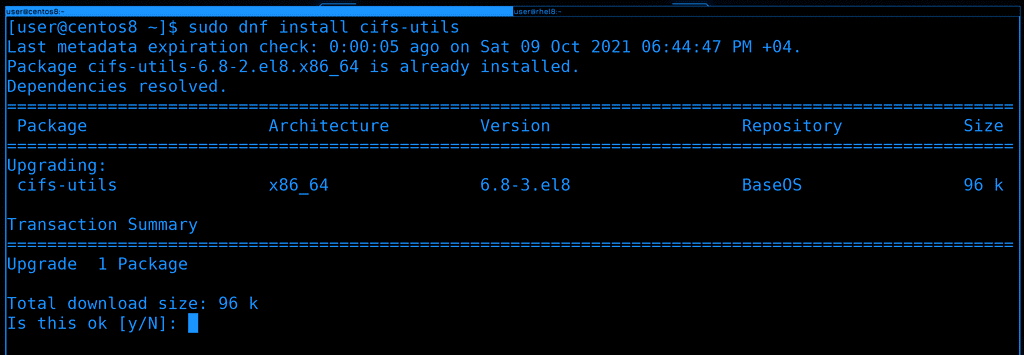 user@centos8:~
user@rhel8:~
[user@centos8 ~]$ sudo dnf install cifs-utils
Last metadata expiration check: 0:00:05 ago on Sat 09 Oct 2021 06:44:47 PM +04.
Package cifs-utils-6.8-2.el8.x86_64 is already installed.
Dependencies resolved.
================================================================================
Package Architecture Version Repository Size
================================================================================
Upgrading:
cifs-utils x86_64 6.8-3.el8 BaseOS 96 k
Transaction Summary
================================================================================
Upgrade 1 Package
Total download size: 96 k
Is this ok [y/N]: